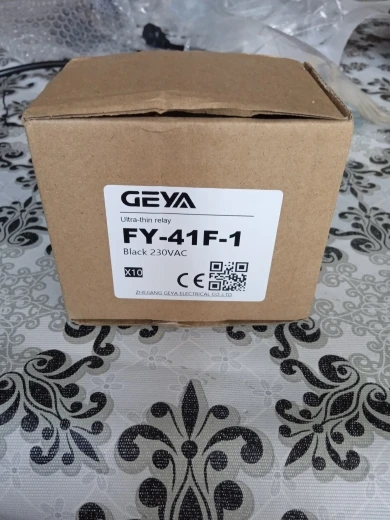 GEYA
Ultra-thin relay
FY-41F-1
Black 230VAC
X10
CE
ZHEJIANG GEYA ELECTRICAL CO.,LTD